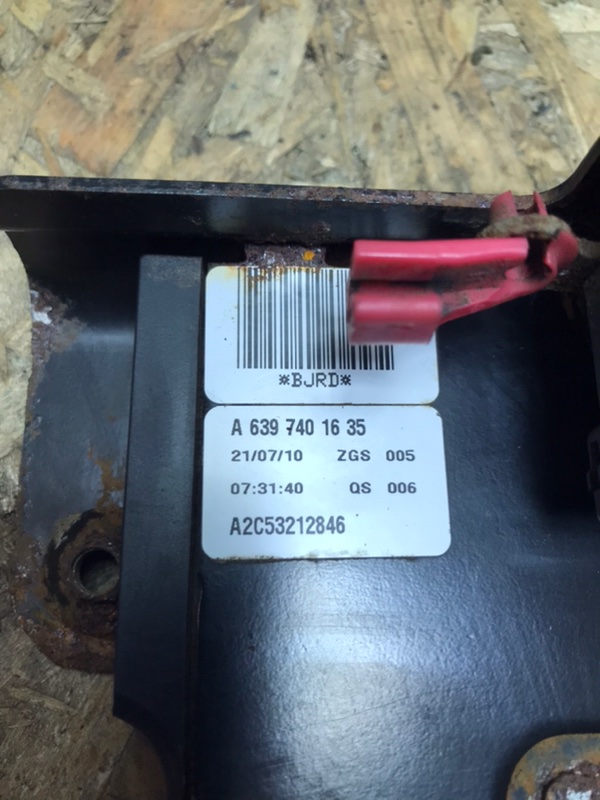 *BJRD*
A 639 740 16 35
21/07/10 ZGS 005
07:31:40 QS 006
A2C53212846